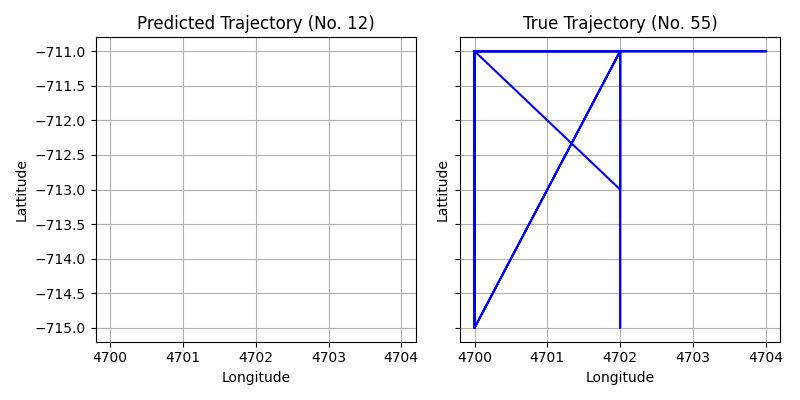 Predicted Trajectory (No. 12)
True Trajectory (No. 55)
−711.0
−711.5
−712.0
−712.5
−713.0
−713.5
−714.0
−714.5
−715.0
Lattitude
Lattitude
4700 4701 4702 4703 4704
4700 4701 4702 4703 4704
Longitude
Longitude